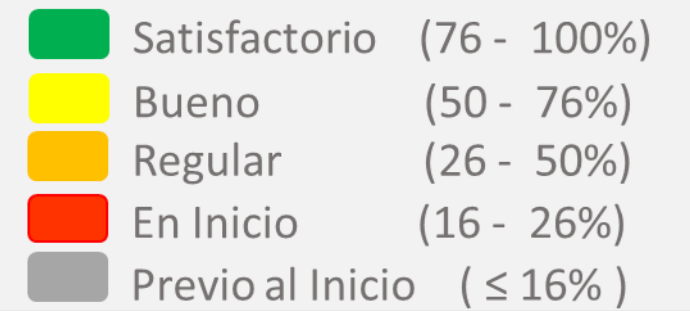 Satisfactorio (76 - 100%)
Bueno (50 - 76%)
Regular (26 - 50%)
En Inicio (16 - 26%)
Previo al Inicio ( ≤ 16% )